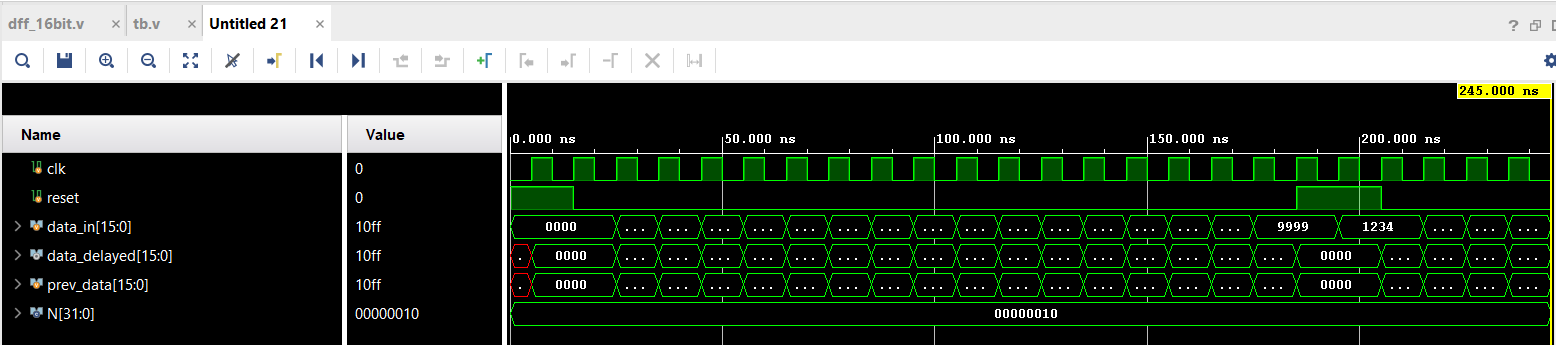 dff_16bit.v × tb.v × Untitled 21 ×
?
245.000 ns
Name Value
0.000 ns 50.000 ns 100.000 ns 150.000 ns 200.000 ns
clk 0
reset 0
data_in[15:0] 10ff 0000 ... ... ... ... ... ... ... ... ... ... ... ... ... ... ... 9999 1234 ... ... ...
data_delayed[15:0] 10ff 0000 ... ... ... ... ... ... ... ... ... ... ... ... ... ... ... ... 0000 ... ... ... ...
prev_data[15:0] 10ff 0000 ... ... ... ... ... ... ... ... ... ... ... ... ... ... ... ... 0000 ... ... ... ...
N[31:0] 00000010 00000010